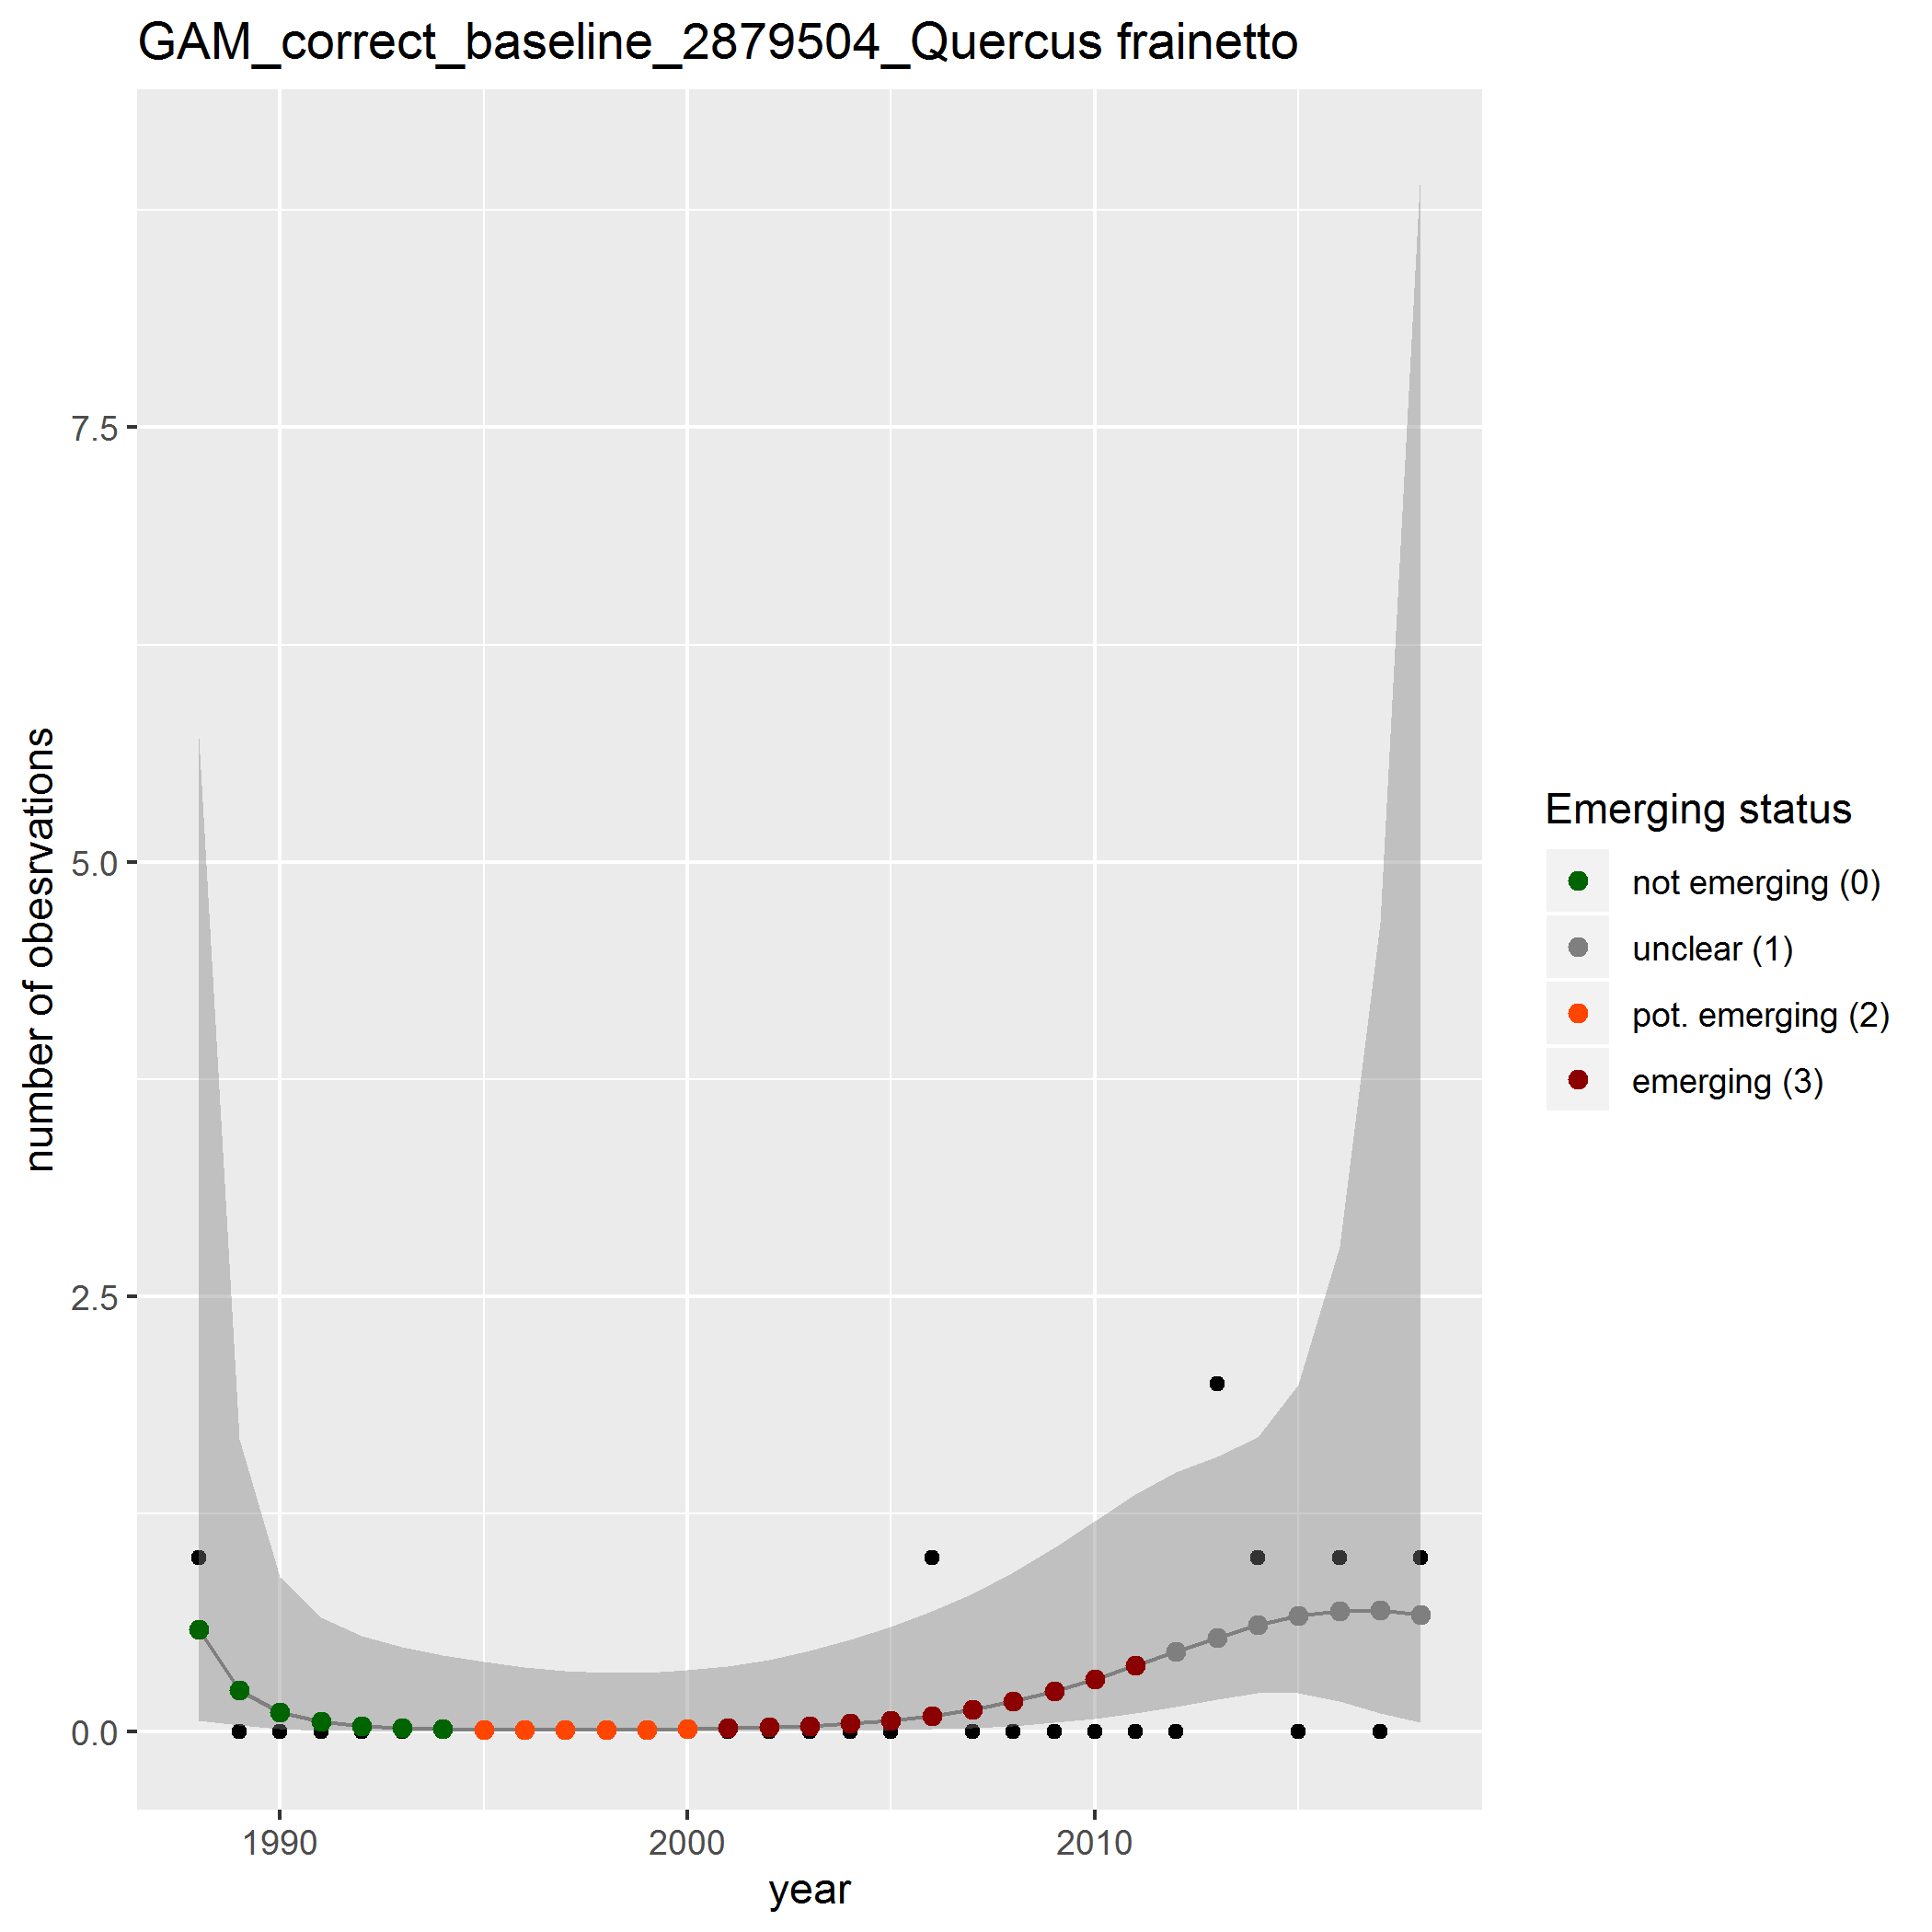 GAM_correct_baseline_2879504_Quercus frainetto
number of obesrvations
7.5
5.0
2.5
0.0
1990
2000
2010
year
Emerging status
not emerging (0)
unclear (1)
pot. emerging (2)
emerging (3)